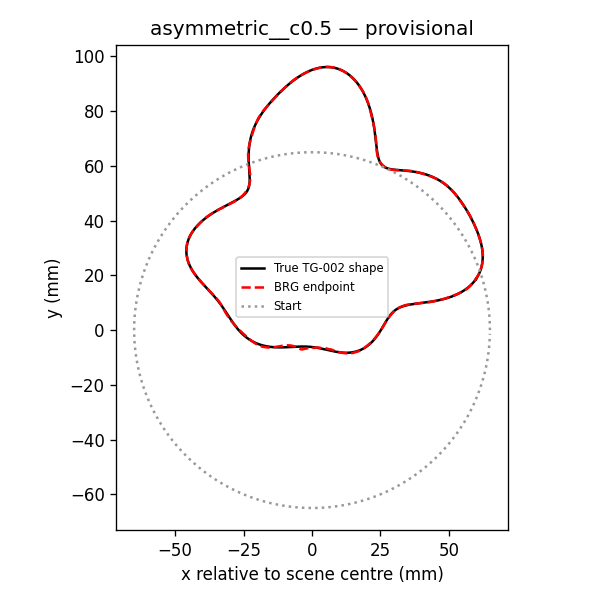 asymmetric__c0.5 — provisional
100
80
60
40
20
0
−20
−40
−60
y (mm)
True TG-002 shape
BRG endpoint
Start
−50
−25
0
25
50
x relative to scene centre (mm)